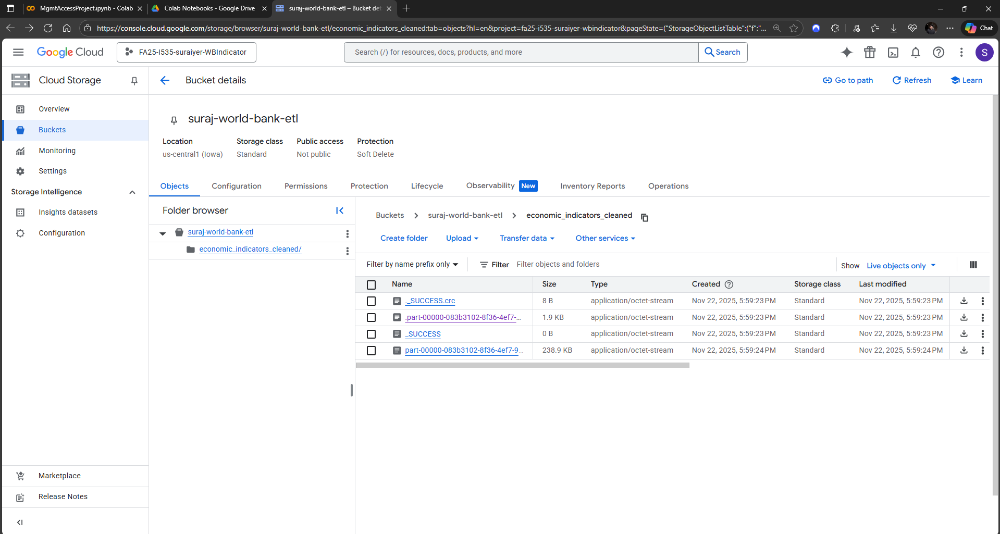 MgmtAccessProject.ipynb - Colab
Colab Notebooks - Google Drive
suraj-world-bank-etl – Bucket det
https://console.cloud.google.com/storage/browser/suraj-world-bank-etl/economic_indicators_cleaned;tab=objects?hl=en&project=fa25-i535-suraiyer-wbindicator&pageState=("StorageObjectListTable":("f":"...
Chat
Google Cloud
FA25-I535-suraiyer-WBIndicator
Search (/) for resources, docs, products, and more
Search
S
Cloud Storage
Bucket details
Go to path
Refresh
Learn
Overview
Buckets
Monitoring
Settings
Storage Intelligence
Insights datasets
Configuration
Marketplace
Release Notes
suraj-world-bank-etl
Location Storage class Public access Protection
us-central1 (Iowa) Standard Not public Soft Delete
Objects Configuration Permissions Protection Lifecycle Observability New Inventory Reports Operations
Folder browser
suraj-world-bank-etl
economic_indicators_cleaned/
Buckets > suraj-world-bank-etl > economic_indicators_cleaned
Create folder Upload Transfer data Other services
Filter by name prefix only Filter Filter objects and folders Show Live objects only
Name Size Type Created Storage class Last modified
._SUCCESS.crc 8 B application/octet-stream Nov 22, 2025, 5:59:23 PM Standard Nov 22, 2025, 5:59:23 PM
.part-00000-083b3102-8f36-4ef7-... 1.9 KB application/octet-stream Nov 22, 2025, 5:59:23 PM Standard Nov 22, 2025, 5:59:23 PM
_SUCCESS 0 B application/octet-stream Nov 22, 2025, 5:59:23 PM Standard Nov 22, 2025, 5:59:23 PM
part-00000-083b3102-8f36-4ef7-9... 238.9 KB application/octet-stream Nov 22, 2025, 5:59:24 PM Standard Nov 22, 2025, 5:59:24 PM